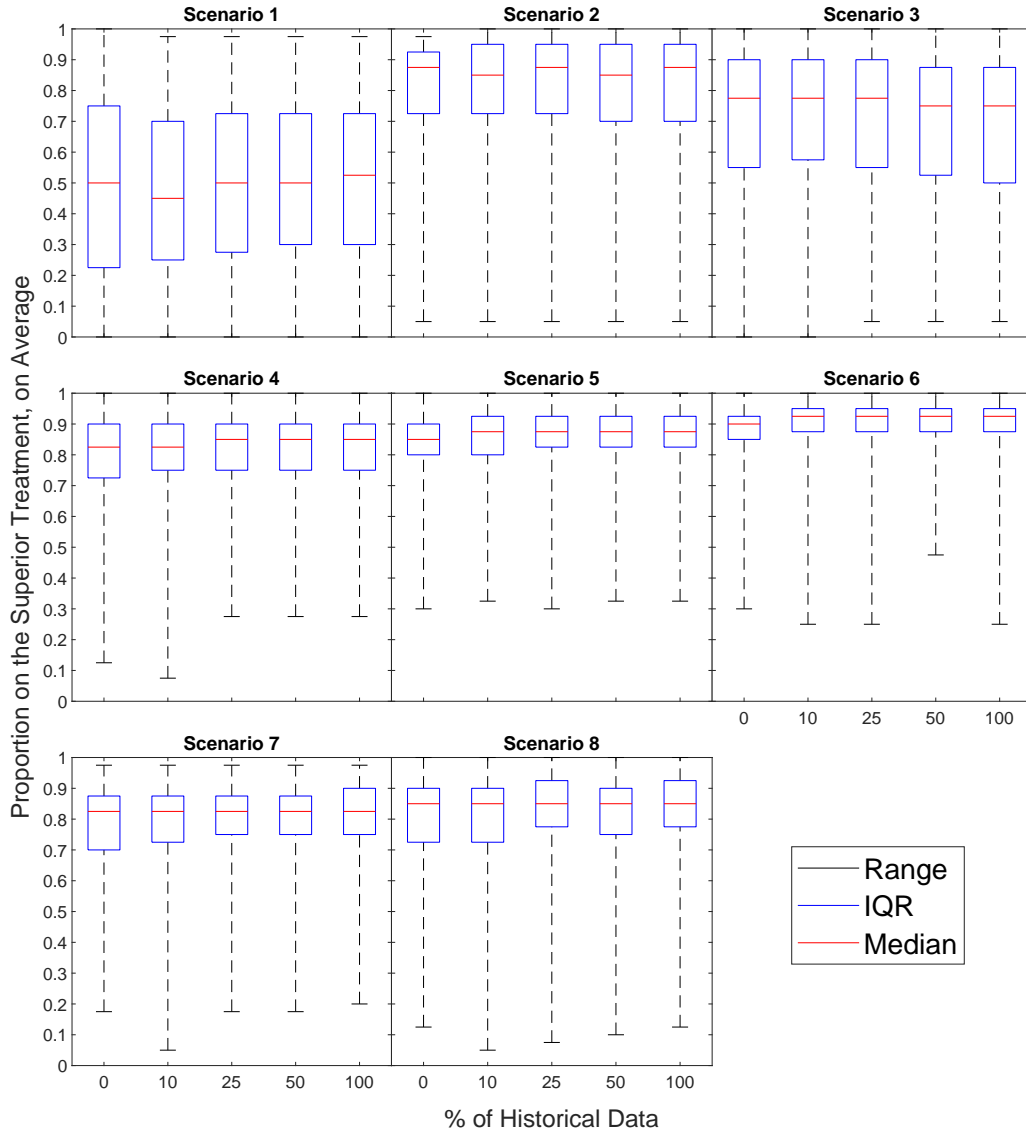 Scenario 1
Scenario 2
Scenario 3
1
0.9
0.8
0.7
0.6
0.5
0.4
0.3
0.2
0.1
0
Scenario 4
Scenario 5
Scenario 6
1
0.9
0.8
0.7
0.6
0.5
0.4
0.3
0.2
0.1
0
0 10 25 50 100
Scenario 7
Scenario 8
1
0.9
0.8
0.7
0.6
0.5
0.4
0.3
0.2
0.1
0
0 10 25 50 100
0 10 25 50 100
Range
IQR
Median
% of Historical Data
Proportion on the Superior Treatment, on Average